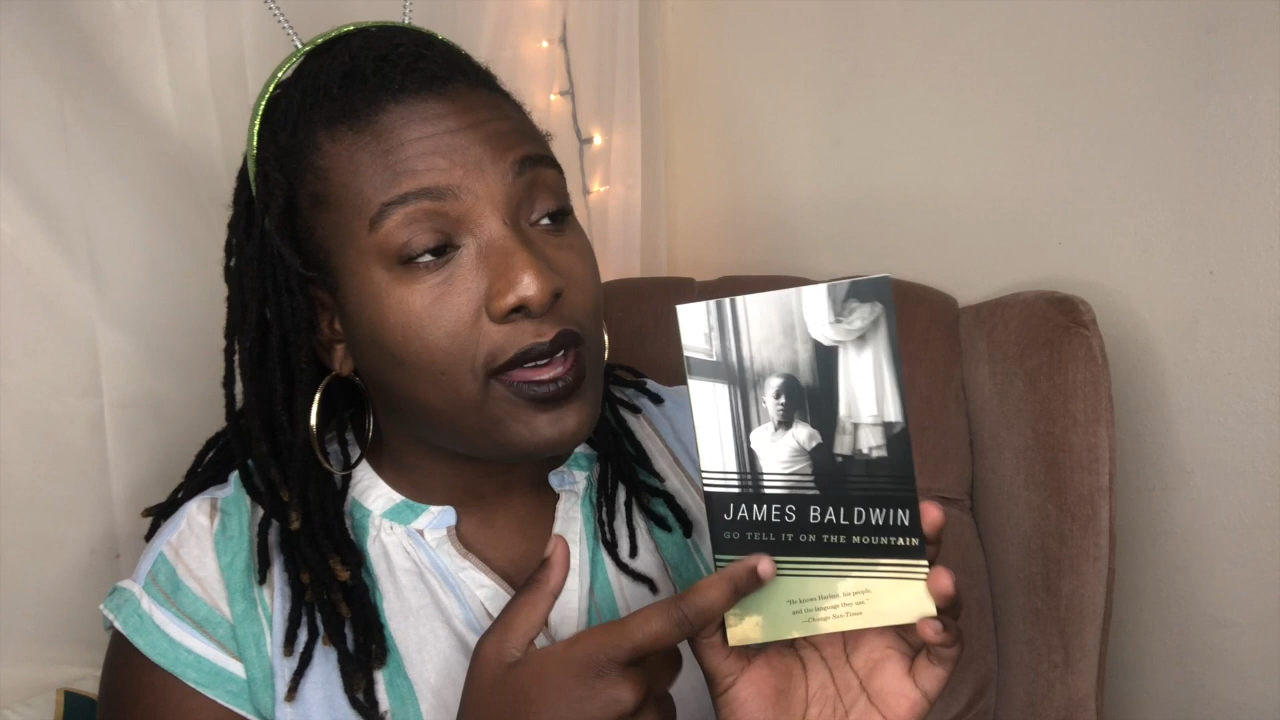 JAMES BALDWIN
GO TELL IT ON THE MOUNTAIN
"He knows Harlem, his people,
and the language they use."
—Chicago Sun-Times